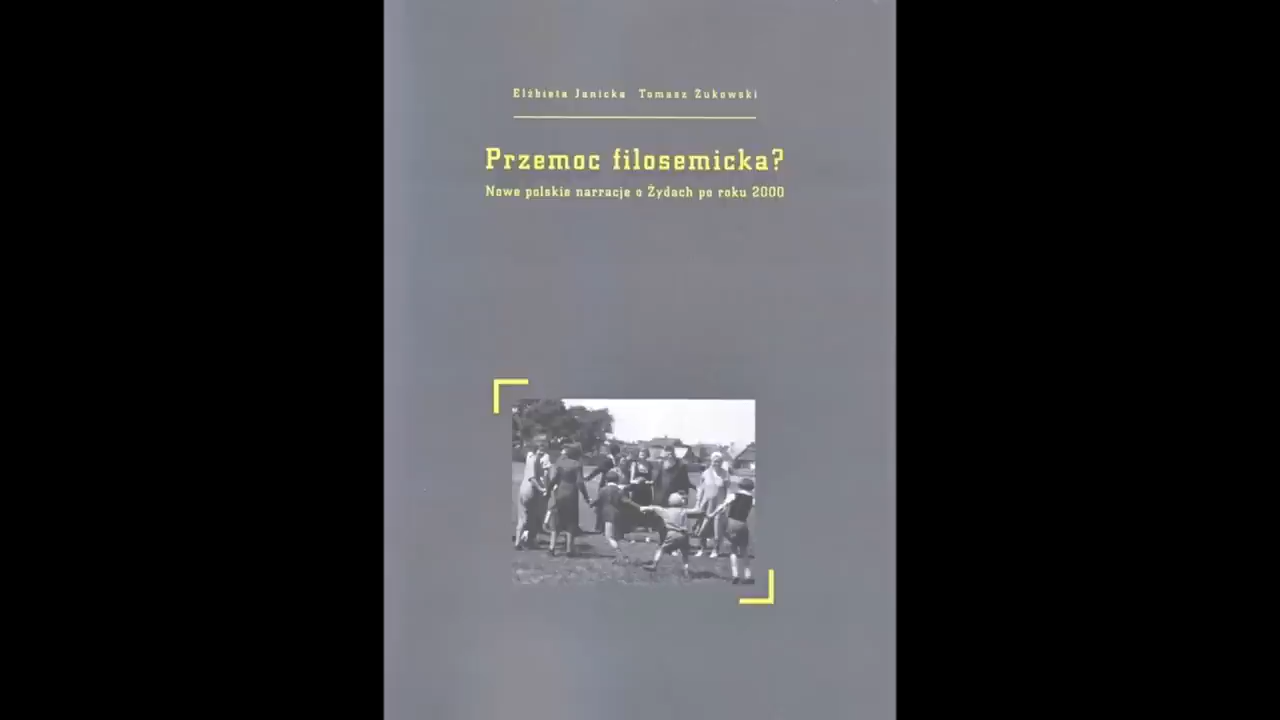 Elżbieta Janicka Tomasz Żukowski
Przemoc filosemicka?
Nowe polskie narracje o Żydach po roku 2000